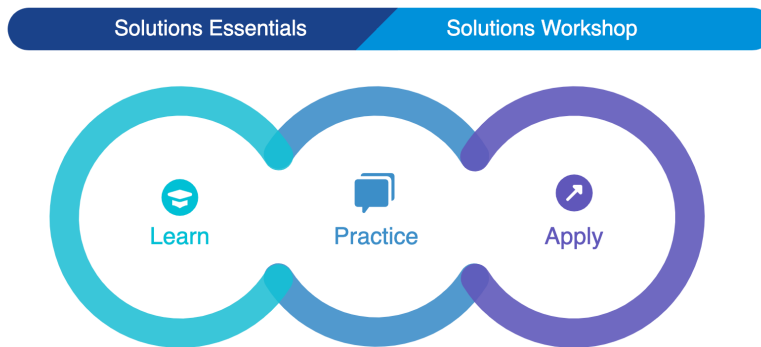 Solutions Essentials
Solutions Workshop
Learn
Practice
Apply